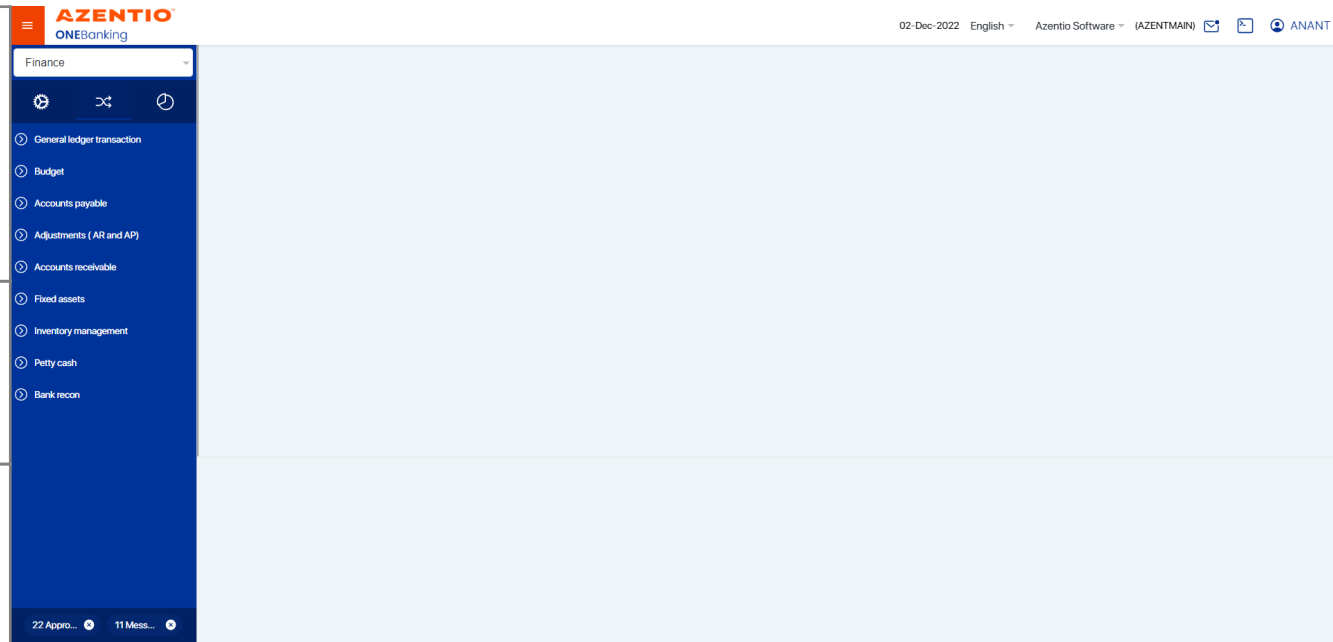 AZENTIO™
ONEBanking
02-Dec-2022 English Azentio Software (AZENTMAIN) ANANT
Finance
General ledger transaction
Budget
Accounts payable
Adjustments ( AR and AP)
Accounts receivable
Fixed assets
Inventory management
Petty cash
Bank recon
22 Appro... 11 Mess...